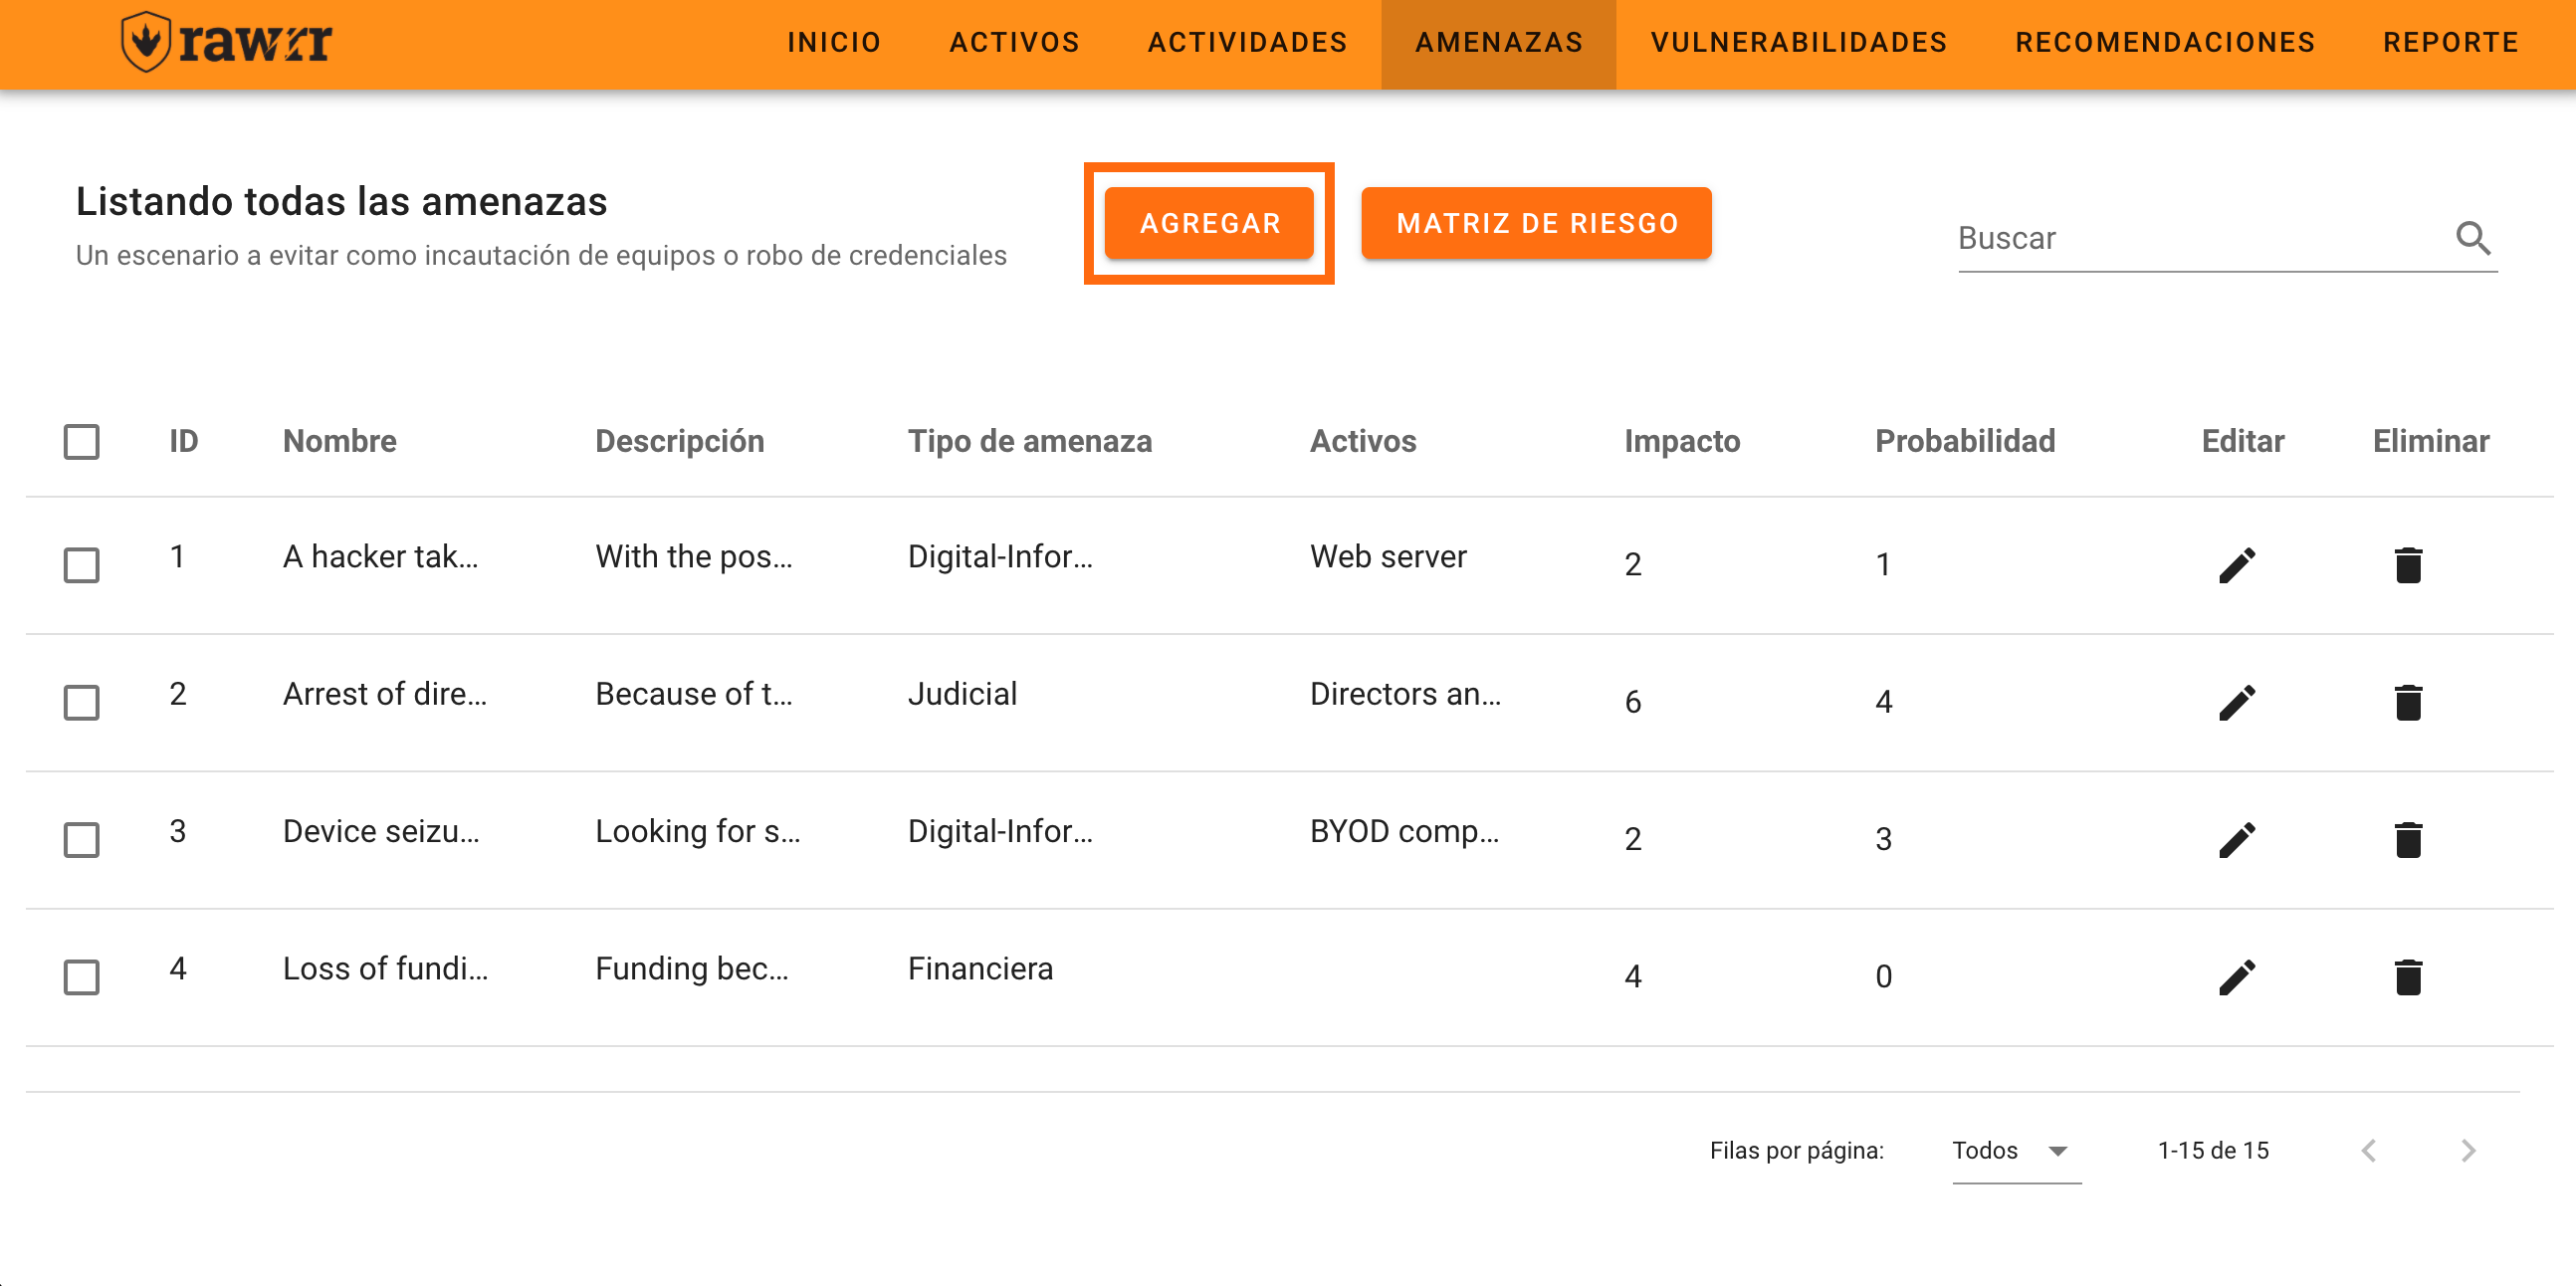 rawrr INICIO ACTIVOS ACTIVIDADES AMENAZAS VULNERABILIDADES RECOMENDACIONES REPORTE
Listando todas las amenazas
Un escenario a evitar como incautación de equipos o robo de credenciales
AGREGAR MATRIZ DE RIESGO
Buscar
ID Nombre Descripción Tipo de amenaza Activos Impacto Probabilidad Editar Eliminar
1 A hacker tak... With the pos... Digital-Infor... Web server 2 1
2 Arrest of dire... Because of t... Judicial Directors an... 6 4
3 Device seizu... Looking for s... Digital-Infor... BYOD comp... 2 3
4 Loss of fundi... Funding bec... Financiera 4 0
Filas por página: Todos 1-15 de 15